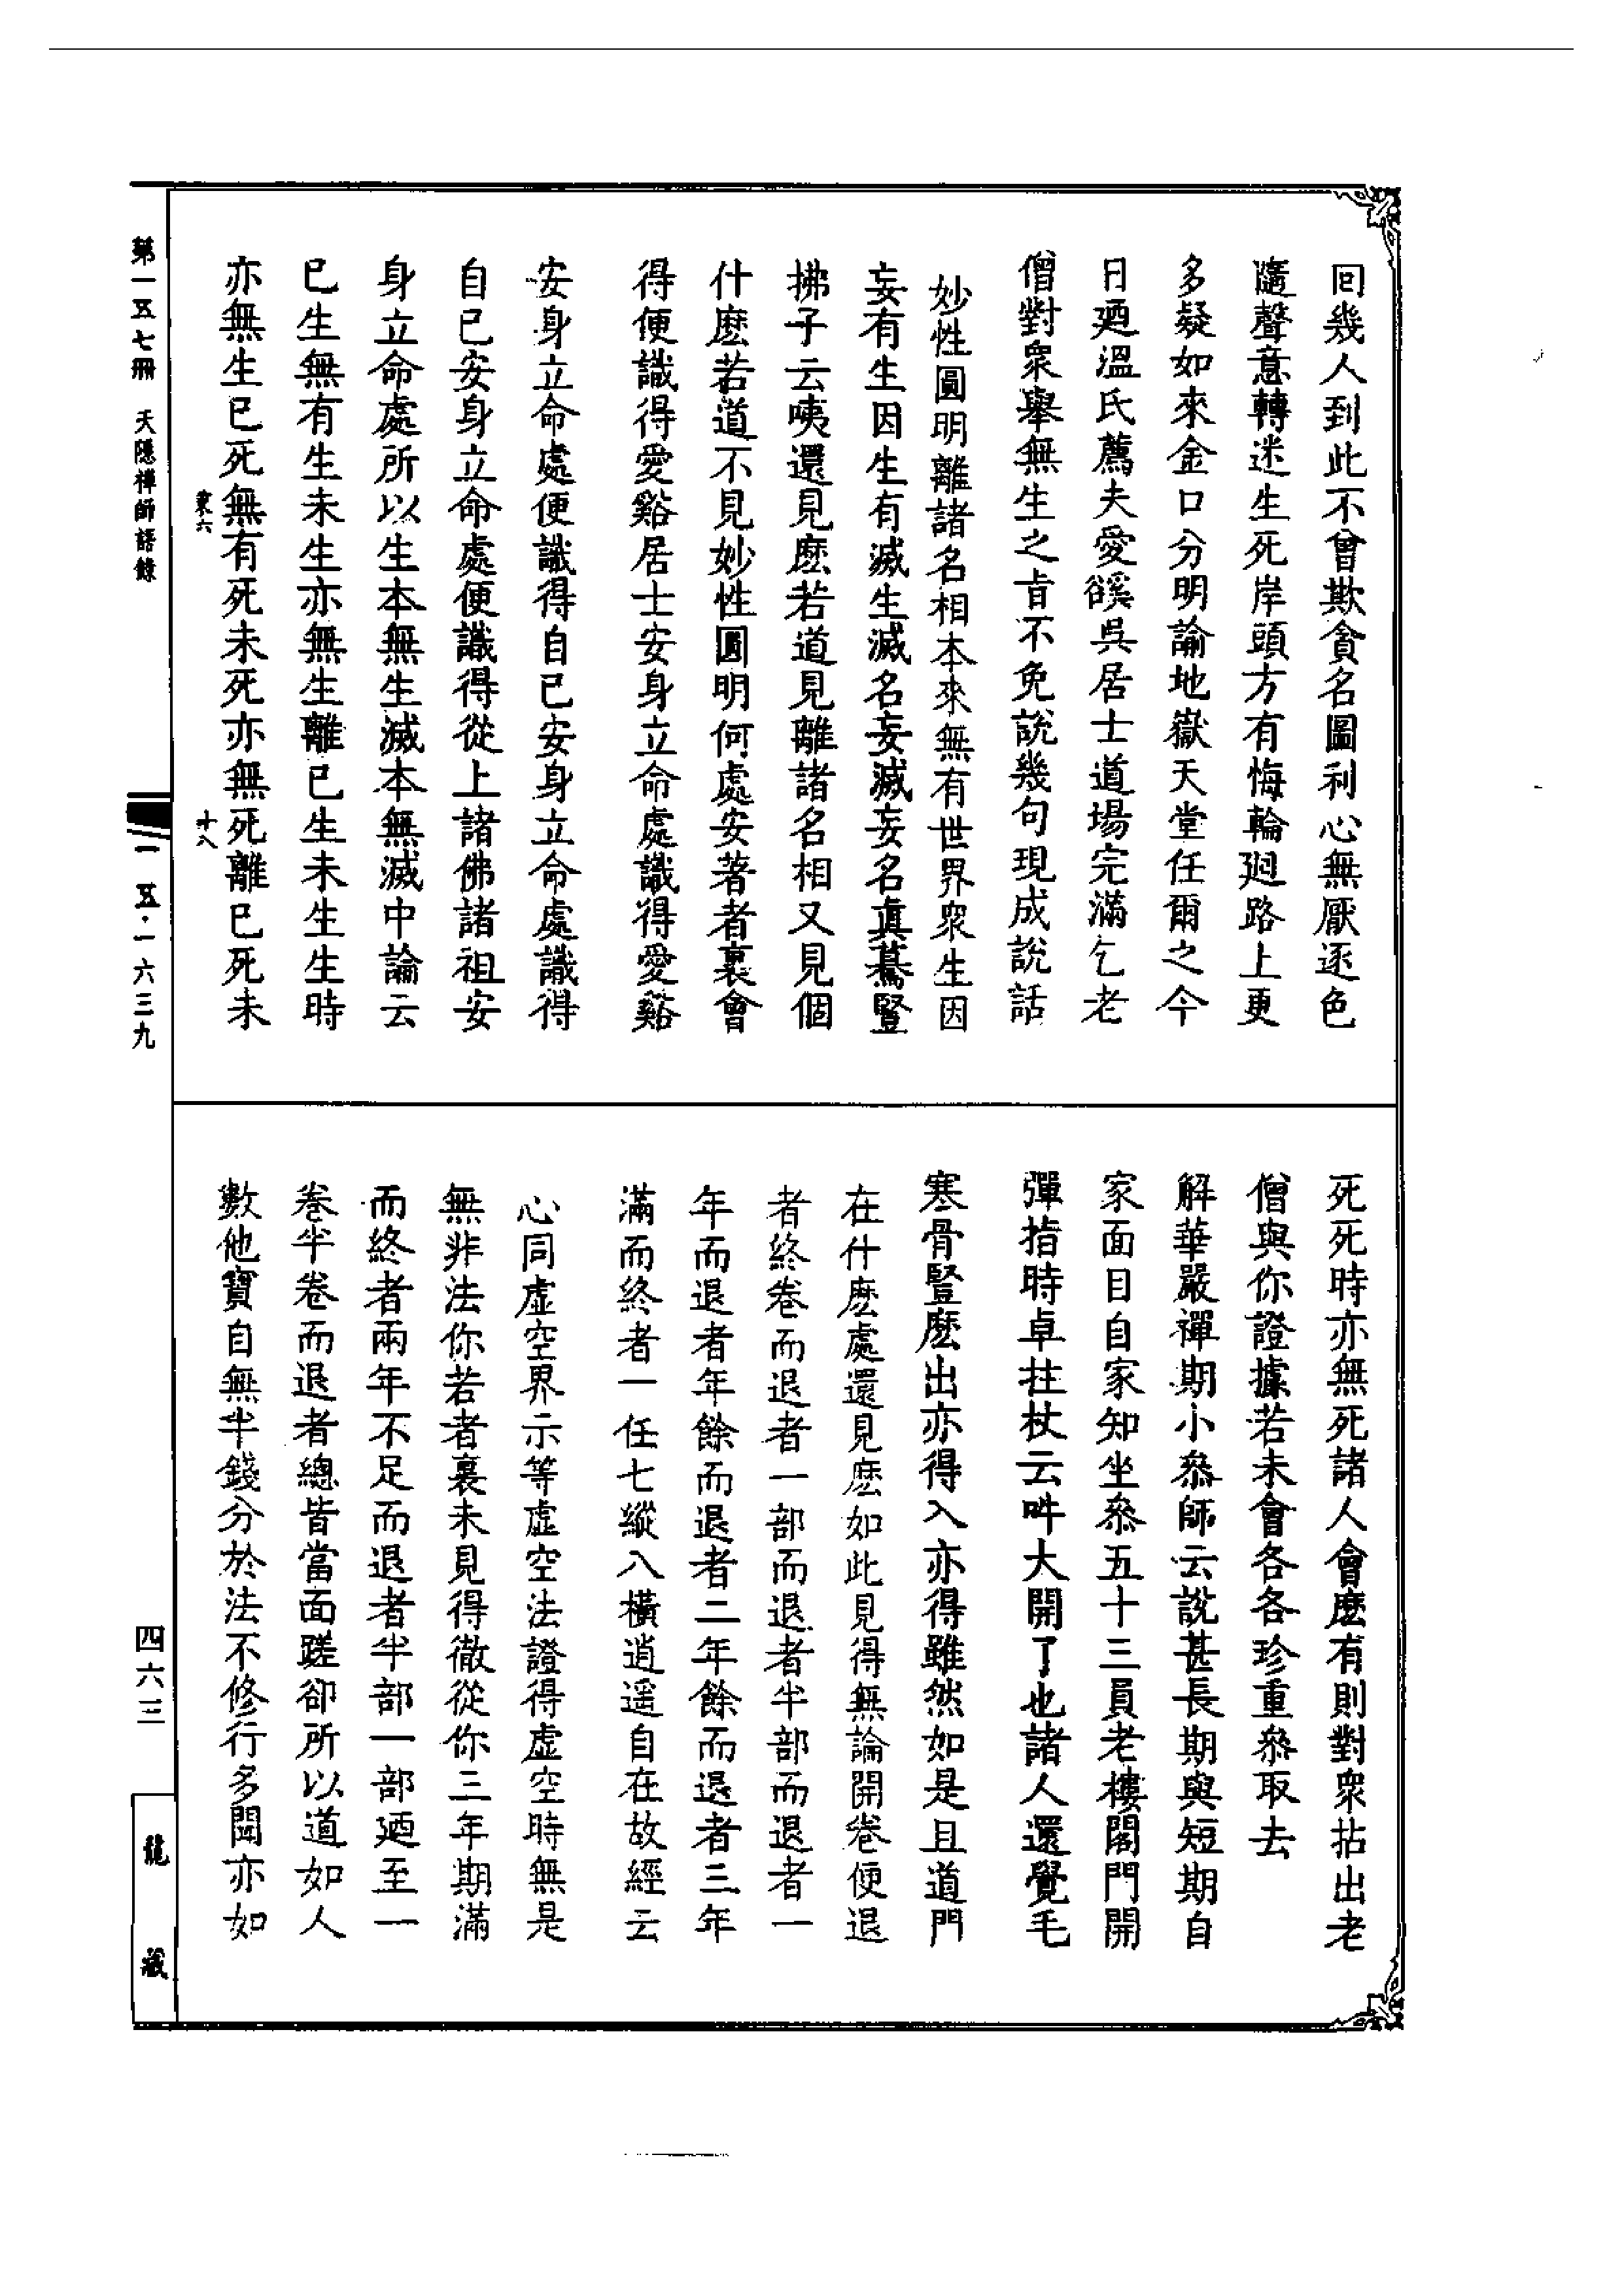 回幾人到此不曾欺貪名圖利心無厭逐色
隨聲意轉迷生死岸頭方有悔輪迴路上更
多疑如來金口分明論地獄天堂任爾之今
日廼溫氏薦夫愛谿吳居士道場完滿乞老
僧對眾舉無生之旨不免說幾句現成說話
妙性圓明離諸名相本來無有世界眾生因
妄有生因生有滅生滅名妄滅妄名真驀豎
拂子云咦還見麼若道見離諸名相又見個
什麼若道不見妙性圓明何處安著者裏會
得便識得愛谿居士安身立命處識得愛谿
安身立命處便識得自己安身立命處識得
自己安身立命處便識得從上諸佛諸祖安
身立命處所以生本無生滅本無滅中論云
已生無有生未生亦無生離已生未生生時
亦無生已死無有死未死亦無死離已死未
死死時亦無死諸人會麼有則對眾拈出老
僧與你證據若未會各各珍重叅取去
解華嚴禪期小叅師云說甚長期與短期自
家面目自家知坐叅五十三員老樓閣門開
彈指時卓拄杖云吽大開了也諸人還覺毛
寒骨豎麼出亦得入亦得雖然如是且道門
在什麼處還見麼如此見得無論開卷便退
者終卷而退者一部而退者半部而退者一
年而退者年餘而退者二年餘而退者三年
滿而終者一任七縱八橫逍遥自在故經云
心同虛空界示等虛空法證得虛空時無是
無非法你若者裏未見得徹從你三年期滿
而終者兩年不足而退者半部一部廼至一
卷半卷而退者總皆當面蹉卻所以道如人
數他寶自無半錢分於法不修行多聞亦如
第一五七冊 天隱禪師語錄
六
十八
一五·一六三九
四六三
龍藏